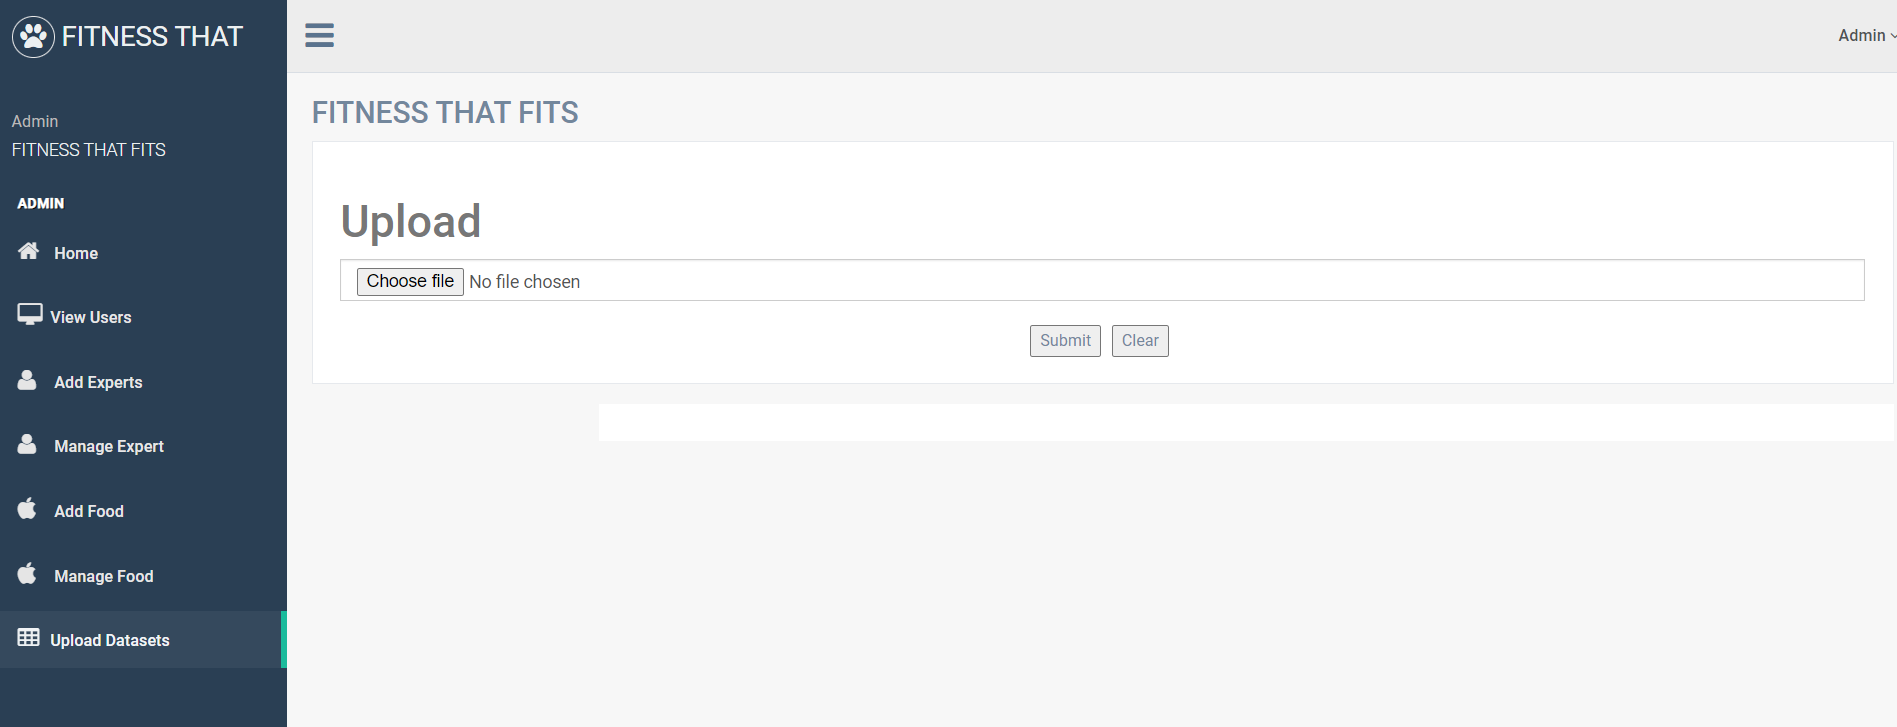 FITNESS THAT
Admin
FITNESS THAT FITS
ADMIN
Home
View Users
Add Experts
Manage Expert
Add Food
Manage Food
Upload Datasets
Admin
FITNESS THAT FITS
Upload
Choose file No file chosen
Submit Clear